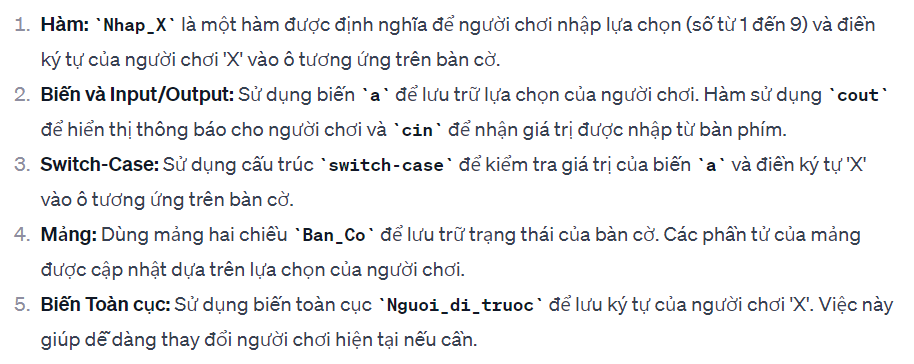 1. Hàm: `Nhap_X` là một hàm được định nghĩa để người chơi nhập lựa chọn (số từ 1 đến 9) và điền
ký tự của người chơi 'X' vào ô tương ứng trên bàn cờ.
2. Biến và Input/Output: Sử dụng biến `a` để lưu trữ lựa chọn của người chơi. Hàm sử dụng `cout`
để hiển thị thông báo cho người chơi và `cin` để nhận giá trị được nhập từ bàn phím.
3. Switch-Case: Sử dụng cấu trúc `switch-case` để kiểm tra giá trị của biến `a` và điền ký tự 'X'
vào ô tương ứng trên bàn cờ.
4. Mảng: Dùng mảng hai chiều `Ban_Co` để lưu trữ trạng thái của bàn cờ. Các phần tử của mảng
được cập nhật dựa trên lựa chọn của người chơi.
5. Biến Toàn cục: Sử dụng biến toàn cục `Nguoi_di_truoc` để lưu ký tự của người chơi 'X'. Việc này
giúp dễ dàng thay đổi người chơi hiện tại nếu cần.